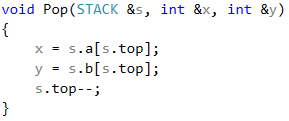 void Pop(STACK &s, int &x, int &y)
{
    x = s.a[s.top];
    y = s.b[s.top];
    s.top--;
}